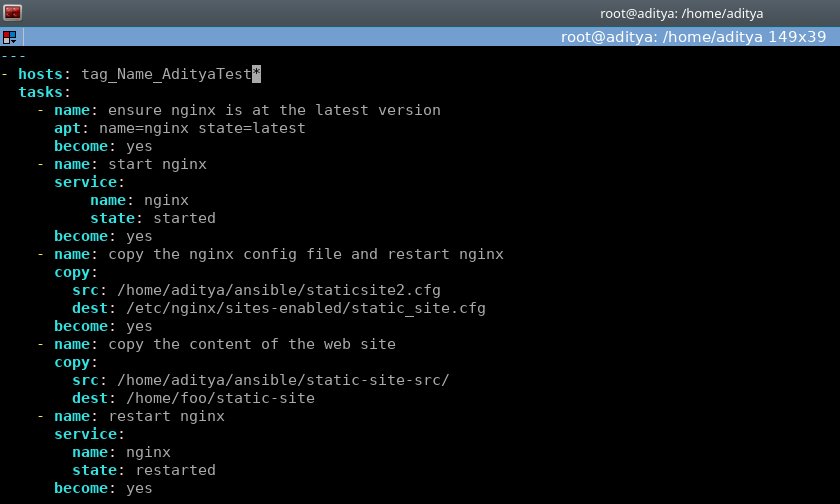 root@aditya: /home/aditya
root@aditya: /home/aditya 149x39
---
- hosts: tag_Name_AdityaTest*
  tasks:
    - name: ensure nginx is at the latest version
      apt: name=nginx state=latest
      become: yes
    - name: start nginx
      service:
          name: nginx
          state: started
      become: yes
    - name: copy the nginx config file and restart nginx
      copy:
        src: /home/aditya/ansible/staticsite2.cfg
        dest: /etc/nginx/sites-enabled/static_site.cfg
      become: yes
    - name: copy the content of the web site
      copy:
        src: /home/aditya/ansible/static-site-src/
        dest: /home/foo/static-site
    - name: restart nginx
      service:
        name: nginx
        state: restarted
      become: yes